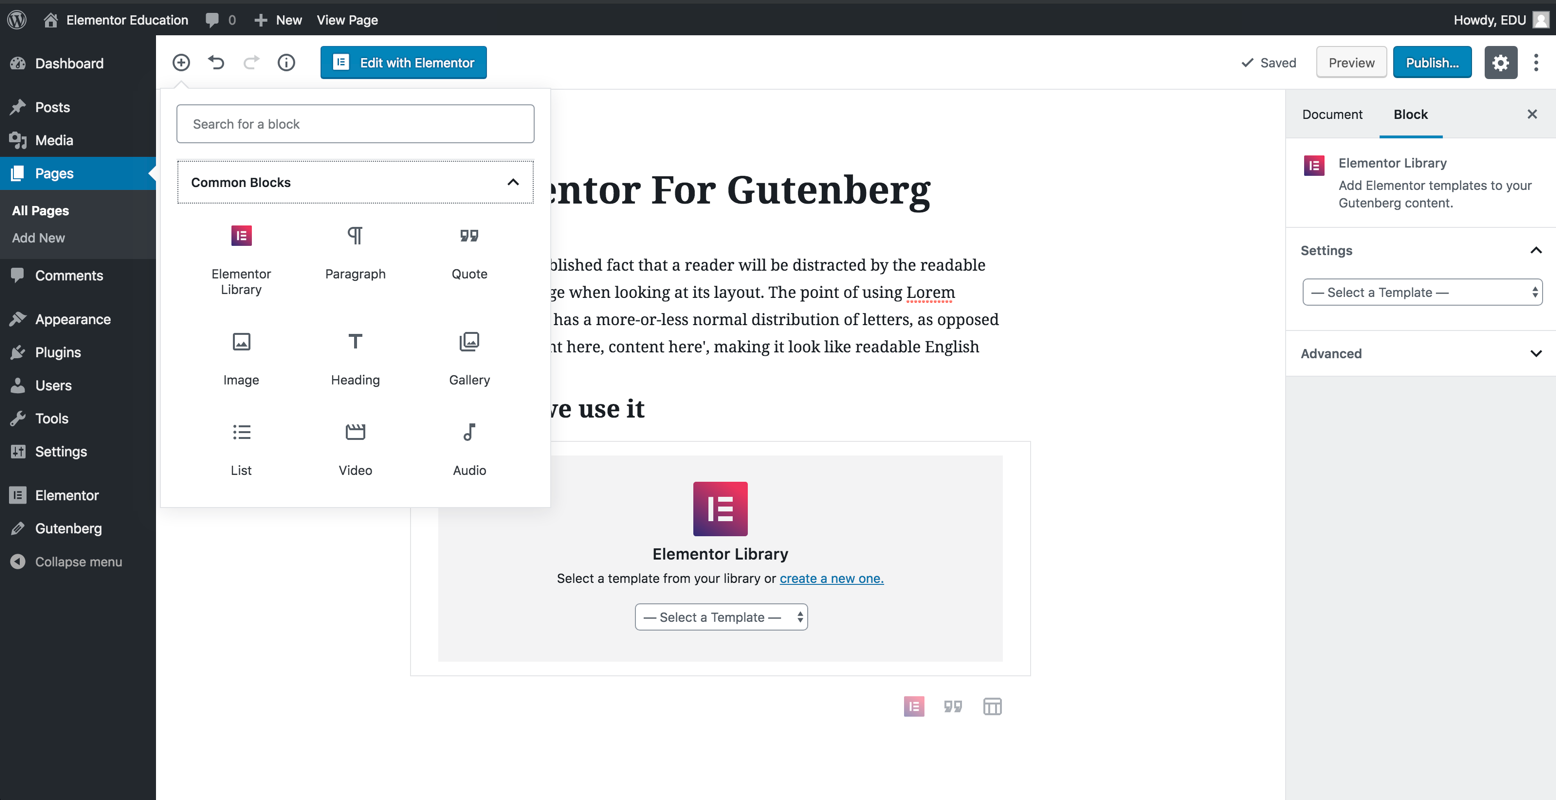 Elementor Education 0 New View Page
Howdy, EDU
Dashboard
Posts
Media
Pages
All Pages
Add New
Comments
Appearance
Plugins
Users
Tools
Settings
Elementor
Gutenberg
Collapse menu
Edit with Elementor
Saved
Preview
Publish...
Search for a block
Common Blocks
Elementor
Library
Paragraph
Quote
Image
Heading
Gallery
List
Video
Audio
For Gutenberg
fact that a reader will be distracted by the readable
when looking at its layout. The point of using Lorem
has a more-or-less normal distribution of letters, as opposed
here, content here', making it look like readable English
use it
Elementor Library
Select a template from your library or create a new one.
— Select a Template —
Document
Block
Elementor Library
Add Elementor templates to your
Gutenberg content.
Settings
— Select a Template —
Advanced